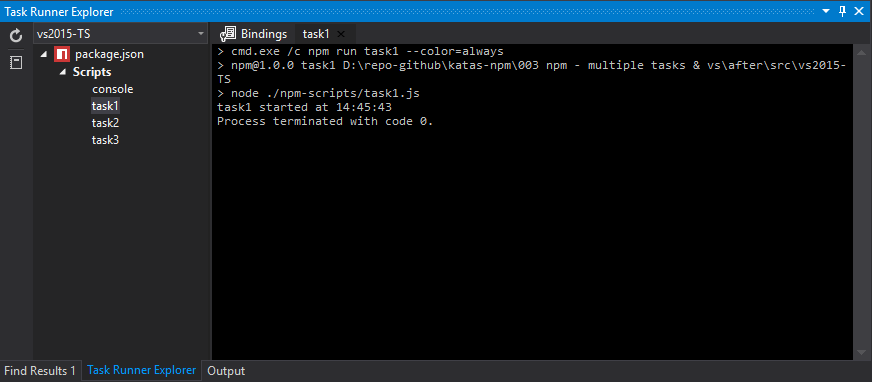 Task Runner Explorer
vs2015-TS
package.json
Scripts
console
task1
task2
task3
Bindings
task1
> cmd.exe /c npm run task1 --color=always
> npm@1.0.0 task1 D:\repo-github\katas-npm\003 npm - multiple tasks & vs\after\src\vs2015-
TS
> node ./npm-scripts/task1.js
task1 started at 14:45:43
Process terminated with code 0.
Find Results 1
Task Runner Explorer
Output